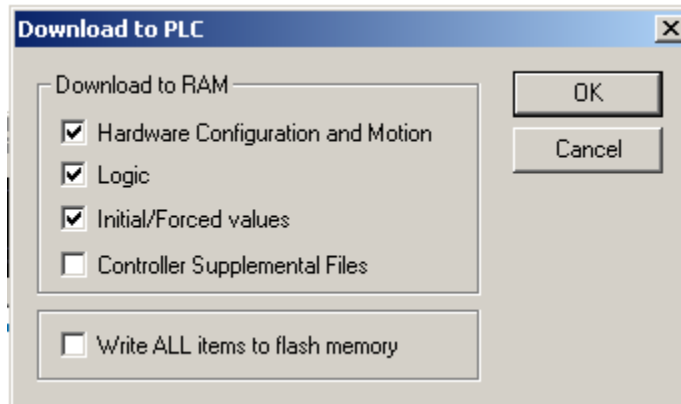 Download to PLC
Download to RAM
OK
Hardware Configuration and Motion
Cancel
Logic
Initial/Forced values
Controller Supplemental Files
Write ALL items to flash memory